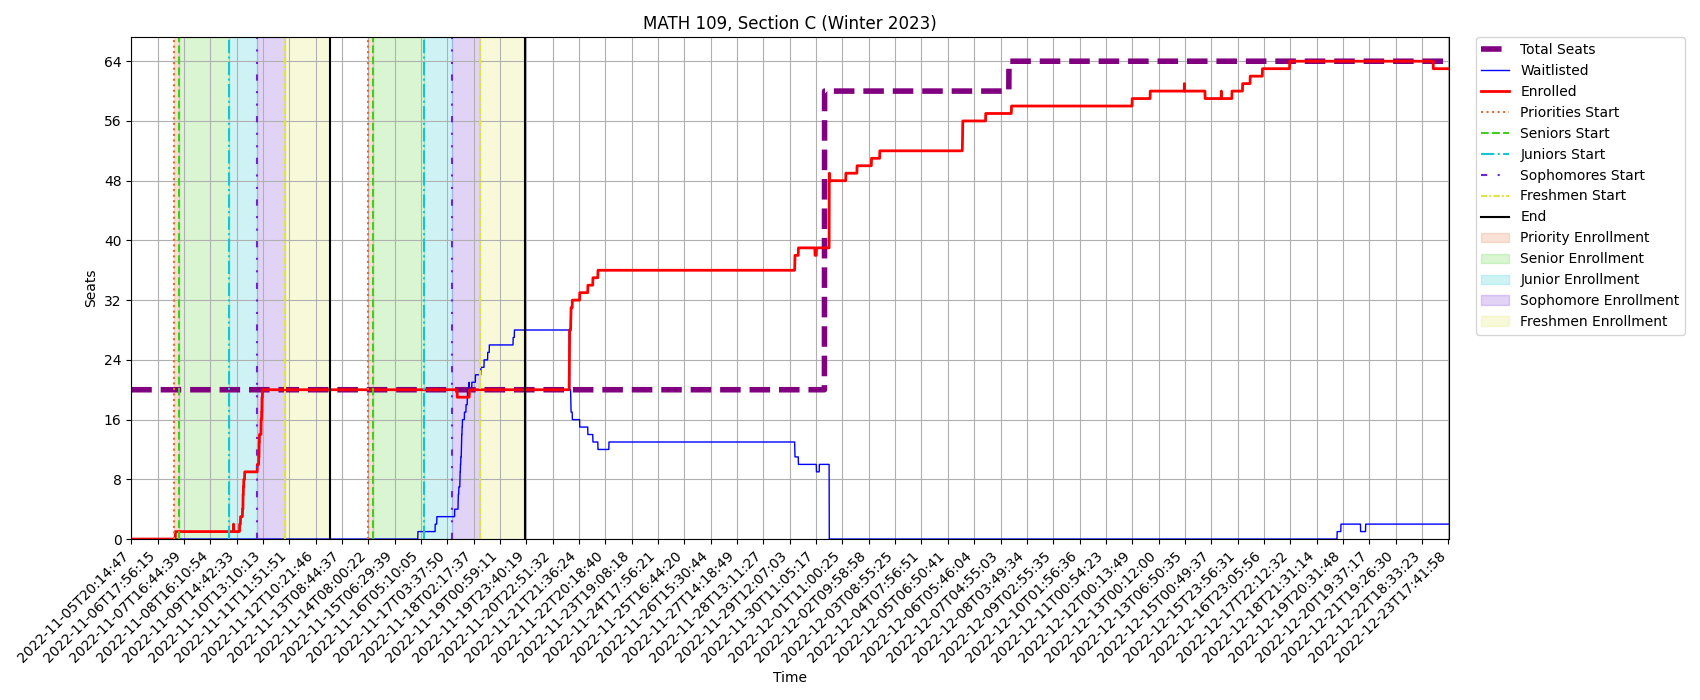 MATH 109, Section C (Winter 2023)
Seats
64
56
48
40
32
24
16
8
0
2022-11-05T20:14:47
2022-11-06T17:56:15
2022-11-07T16:44:39
2022-11-08T16:10:54
2022-11-09T14:42:33
2022-11-10T13:10:13
2022-11-11T11:51:51
2022-11-12T10:21:46
2022-11-13T08:44:37
2022-11-14T08:00:22
2022-11-15T06:29:39
2022-11-16T05:10:05
2022-11-17T03:37:50
2022-11-18T02:17:37
2022-11-19T00:59:11
2022-11-19T23:40:19
2022-11-20T22:51:32
2022-11-21T21:36:24
2022-11-22T20:18:40
2022-11-23T19:08:18
2022-11-24T17:56:21
2022-11-25T16:44:20
2022-11-26T15:30:44
2022-11-27T14:18:49
2022-11-28T13:11:27
2022-11-29T12:07:03
2022-11-30T11:05:17
2022-12-01T11:00:25
2022-12-02T09:58:58
2022-12-03T08:55:25
2022-12-04T07:56:51
2022-12-05T06:50:41
2022-12-06T05:46:04
2022-12-07T04:55:03
2022-12-08T03:49:34
2022-12-09T02:55:35
2022-12-10T01:56:36
2022-12-11T00:54:23
2022-12-12T00:13:49
2022-12-13T00:12:00
2022-12-13T06:50:35
2022-12-15T00:49:37
2022-12-15T23:56:31
2022-12-16T23:05:56
2022-12-17T22:12:32
2022-12-18T21:31:14
2022-12-19T20:31:48
2022-12-20T19:37:17
2022-12-21T19:26:30
2022-12-22T18:33:23
2022-12-23T17:41:58
Time
Total Seats
Waitlisted
Enrolled
Priorities Start
Seniors Start
Juniors Start
Sophomores Start
Freshmen Start
End
Priority Enrollment
Senior Enrollment
Junior Enrollment
Sophomore Enrollment
Freshmen Enrollment